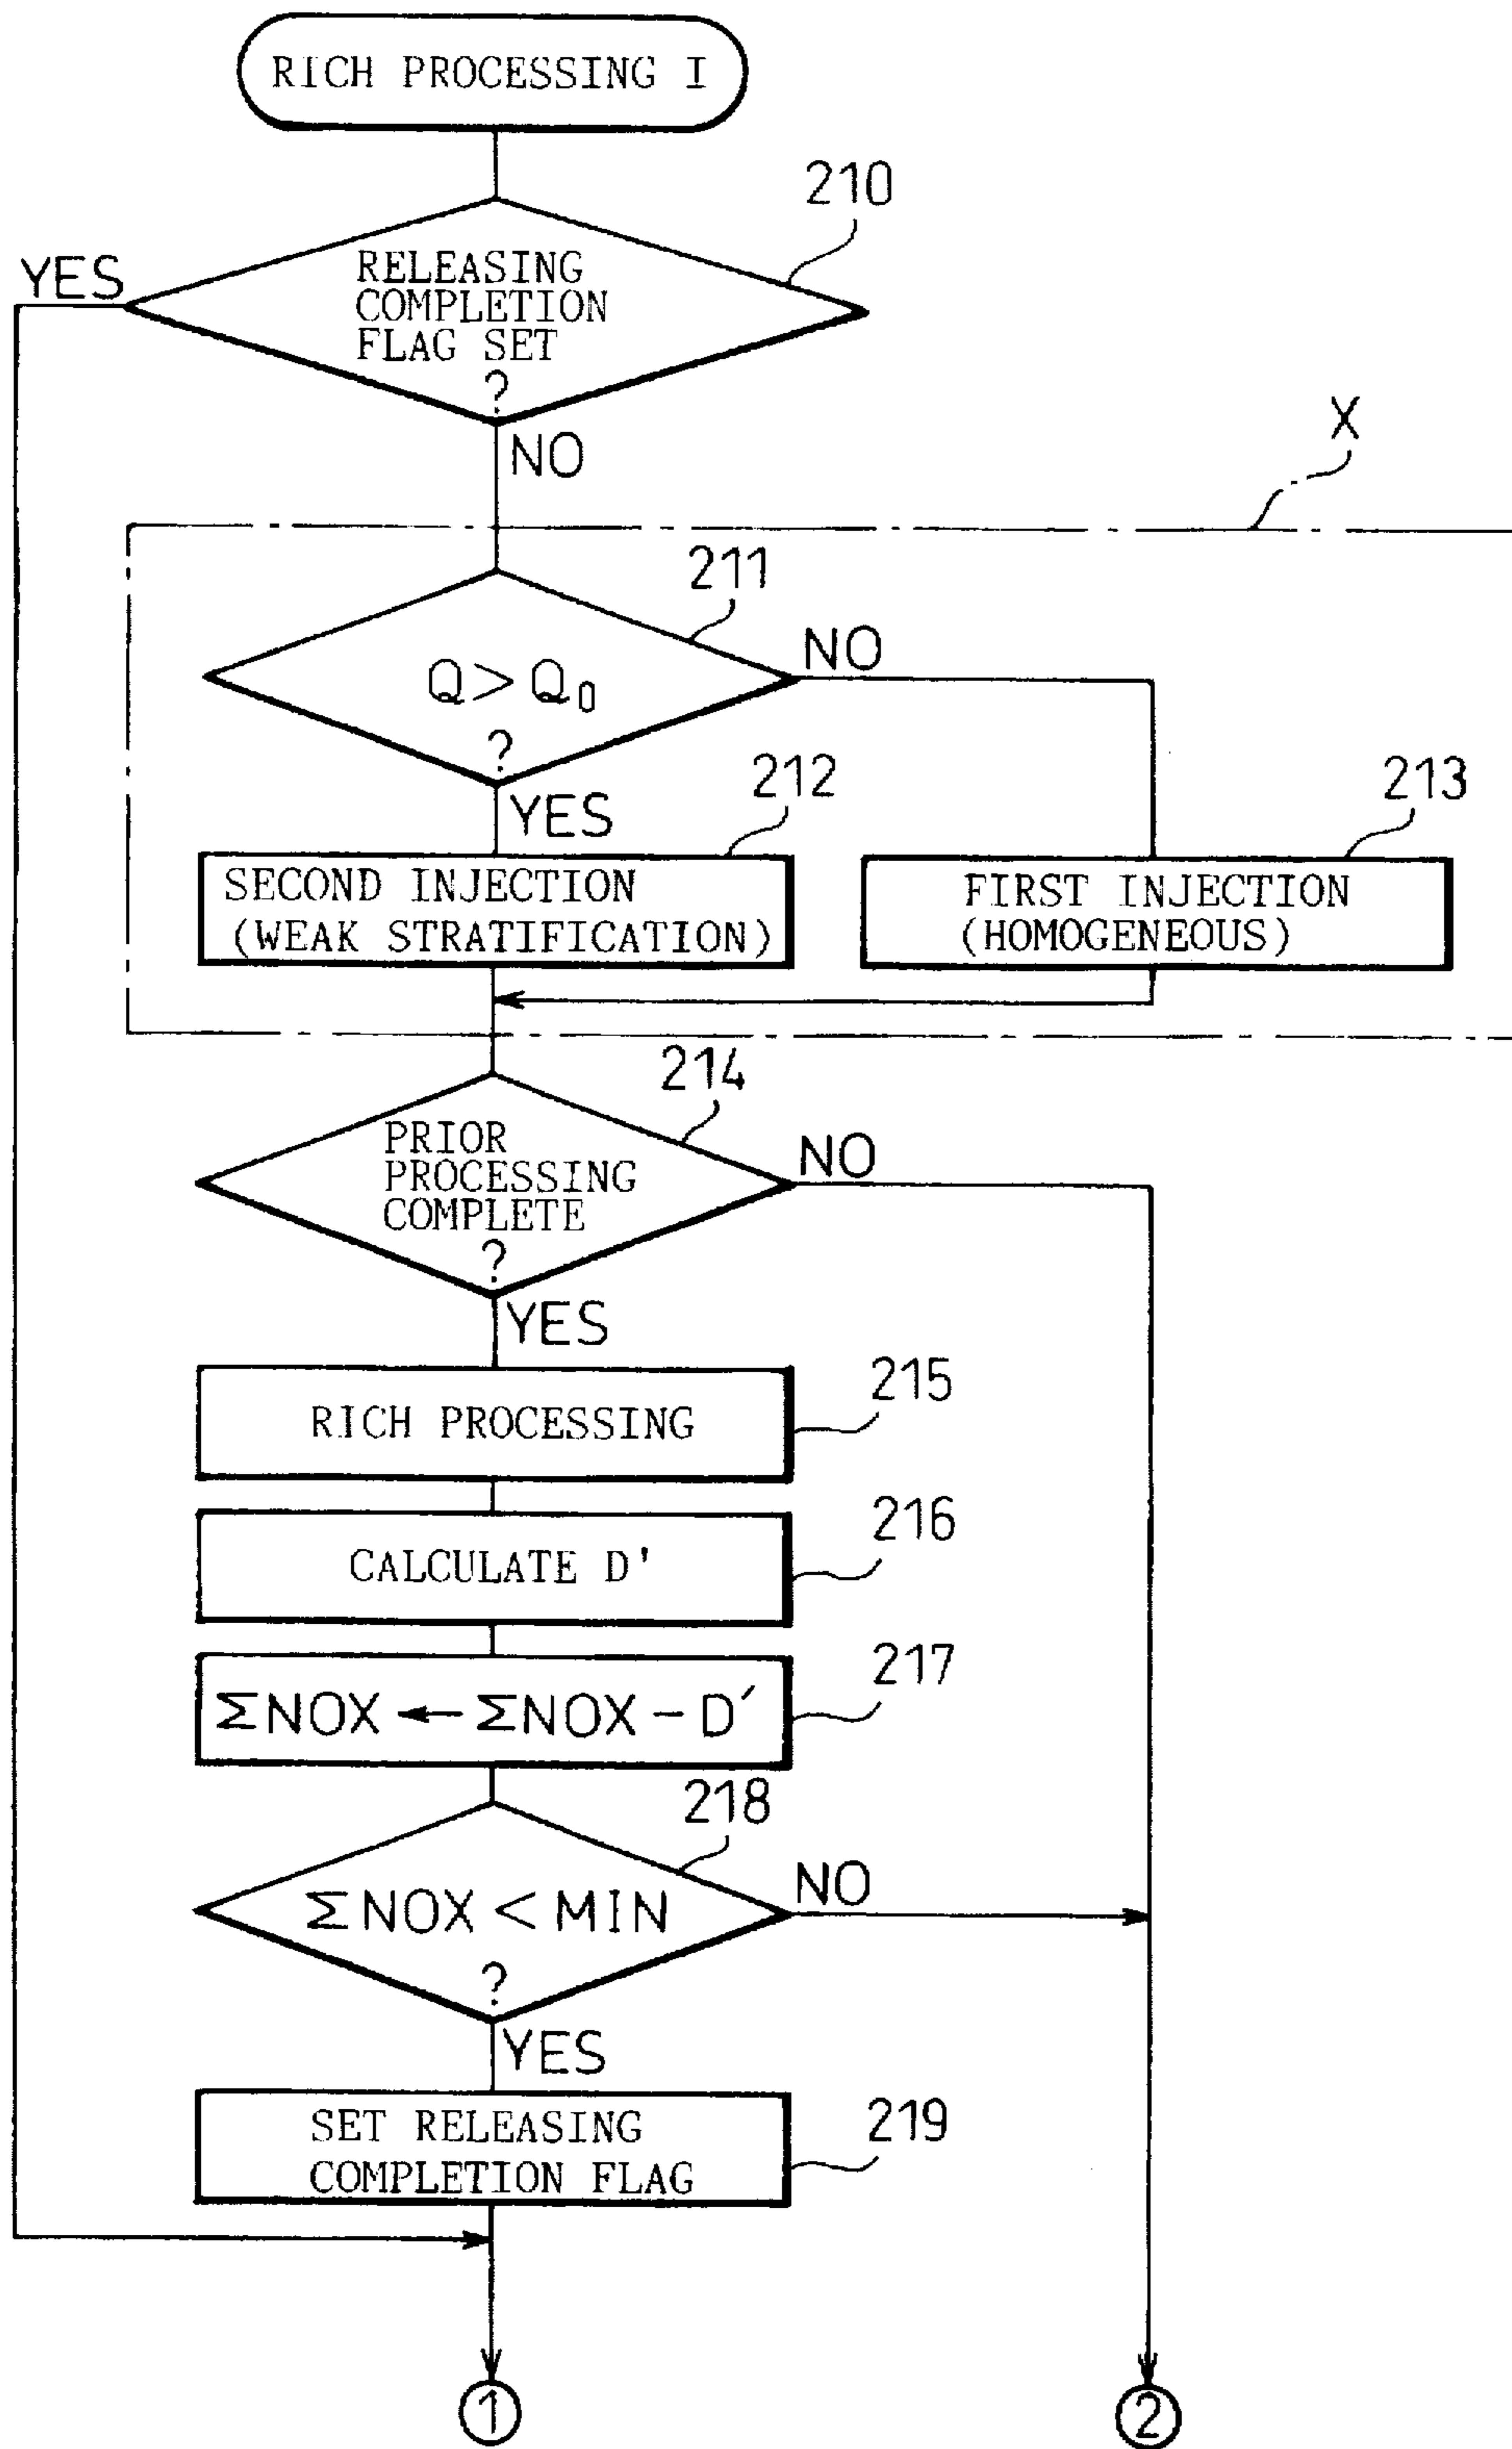 RICH PROCESSING I
210
YES
RELEASING
COMPLETION
FLAG SET
?
NO
X
211
Q > Q₀
?
NO
YES
212
213
SECOND INJECTION
(WEAK STRATIFICATION)
FIRST INJECTION
(HOMOGENEOUS)
214
PRIOR
PROCESSING
COMPLETE
?
NO
YES
215
RICH PROCESSING
216
CALCULATE D'
217
ΣNOX ← ΣNOX − D′
218
ΣNOX < MIN
?
NO
YES
219
SET RELEASING
COMPLETION FLAG
①
②